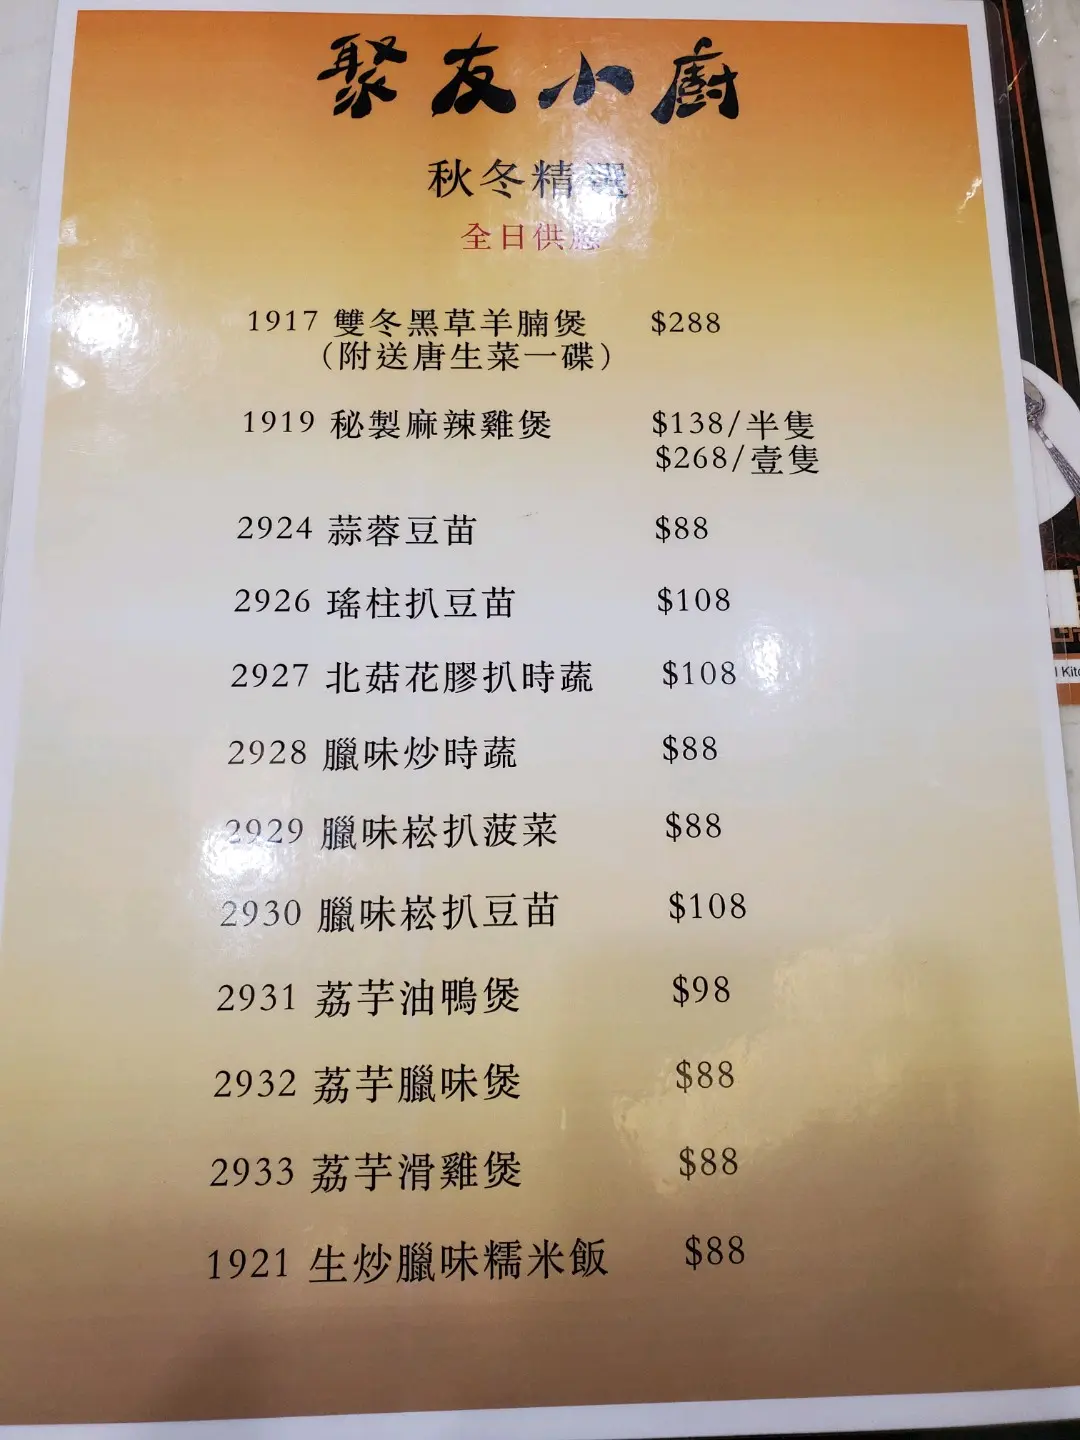 聚友小廚
秋冬精選
全日供應
1917 雙冬黑草羊腩煲 $288
（附送唐生菜一碟）
1919 秘製麻辣雞煲 $138/半隻
$268/壹隻
2924 蒜蓉豆苗 $88
2926 瑤柱扒豆苗 $108
2927 北菇花膠扒時蔬 $108
2928 臘味炒時蔬 $88
2929 臘味崧扒菠菜 $88
2930 臘味崧扒豆苗 $108
2931 荔芋油鴨煲 $98
2932 荔芋臘味煲 $88
2933 荔芋滑雞煲 $88
1921 生炒臘味糯米飯 $88